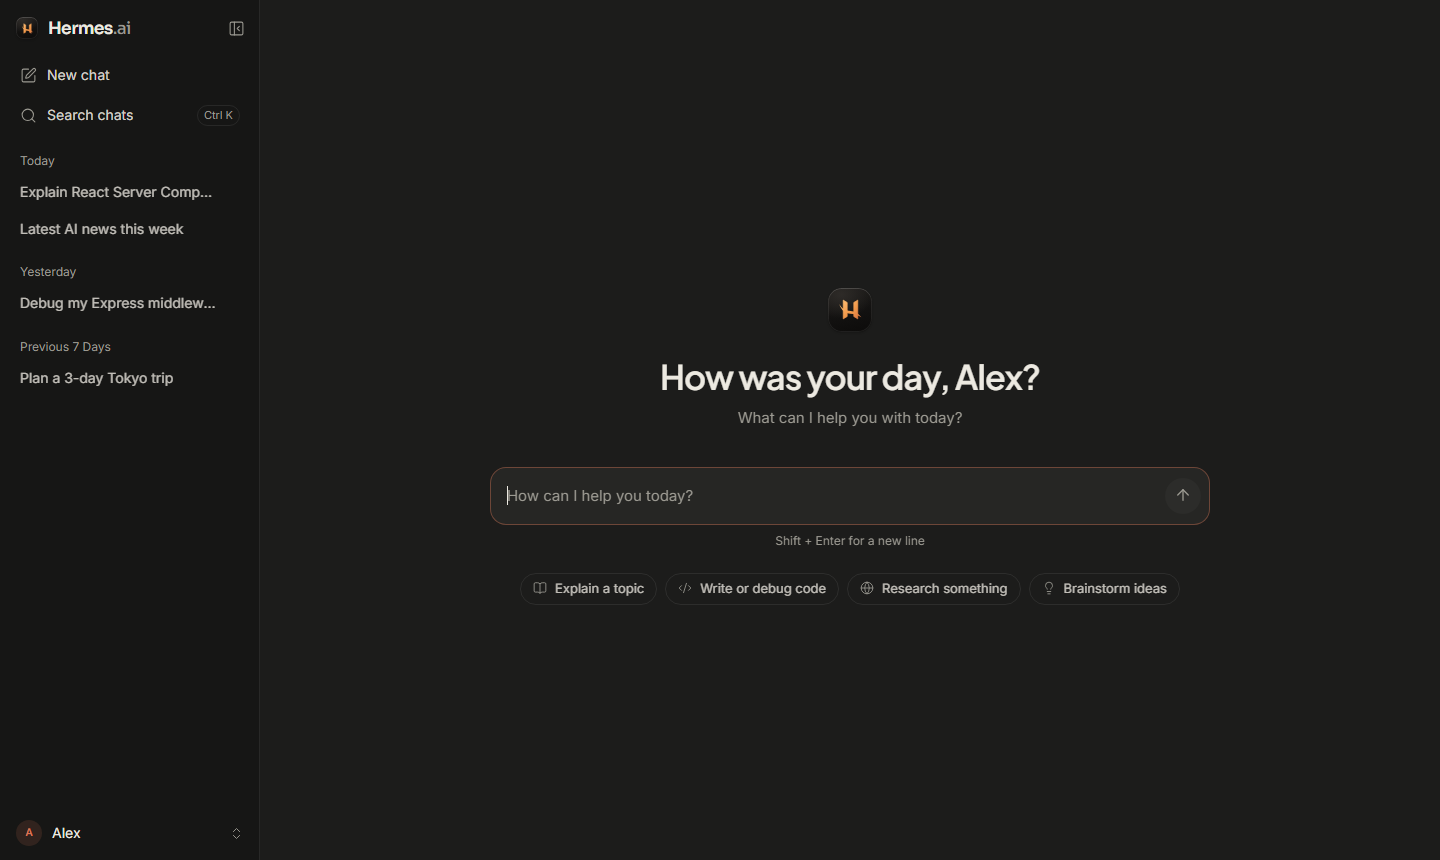 Hermes.ai
New chat
Search chats
Ctrl K
Today
Explain React Server Comp...
Latest AI news this week
Yesterday
Debug my Express middlew...
Previous 7 Days
Plan a 3-day Tokyo trip
A
Alex
H
How was your day, Alex?
What can I help you with today?
How can I help you today?
Shift + Enter for a new line
Explain a topic
Write or debug code
Research something
Brainstorm ideas